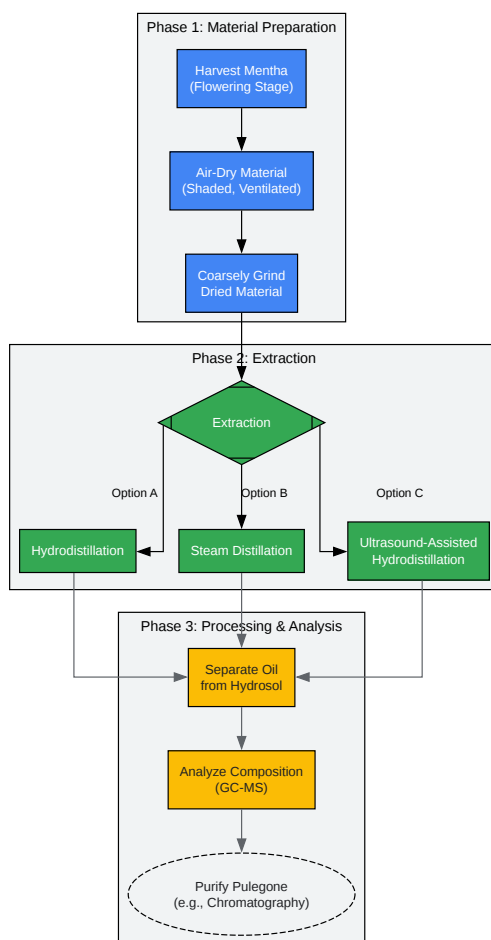 Phase 1: Material Preparation
Harvest Mentha
(Flowering Stage)
Air-Dry Material
(Shaded, Ventilated)
Coarsely Grind
Dried Material
Phase 2: Extraction
Extraction
Option A
Option B
Option C
Hydrodistillation
Steam Distillation
Ultrasound-Assisted
Hydrodistillation
Phase 3: Processing & Analysis
Separate Oil
from Hydrosol
Analyze Composition
(GC-MS)
Purify Pulegone
(e.g., Chromatography)